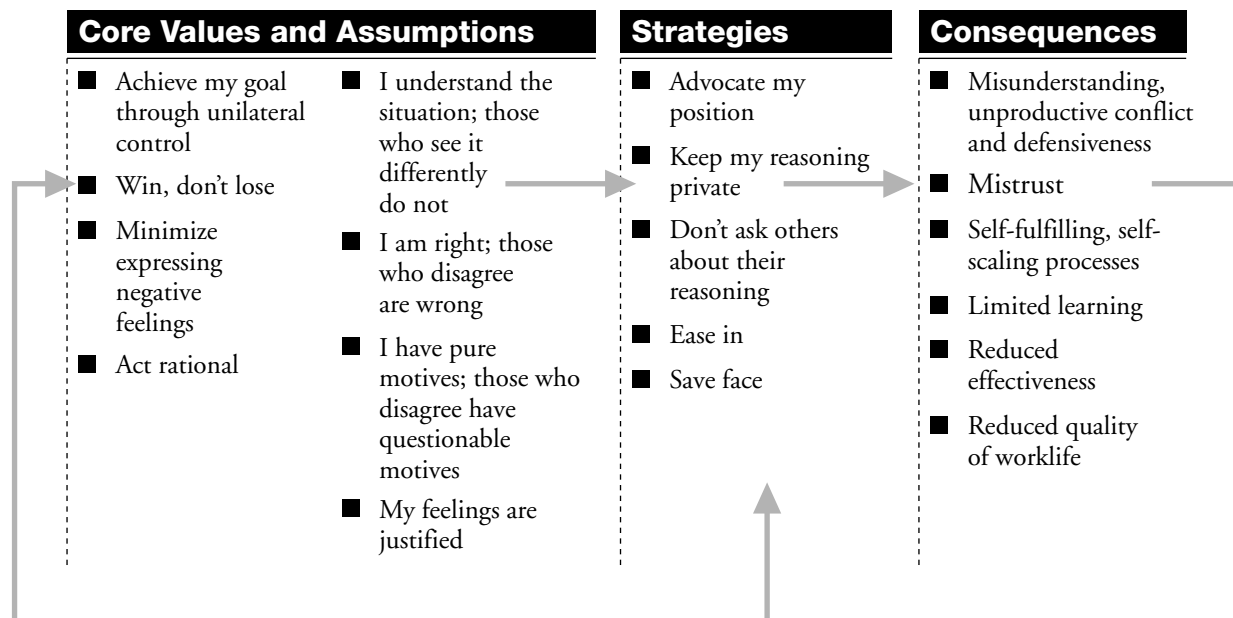 Core Values and Assumptions
Achieve my goal
through unilateral
control
Win, don't lose
Minimize
expressing
negative
feelings
Act rational
I understand the
situation; those
who see it
differently
do not
I am right; those
who disagree
are wrong
I have pure
motives; those who
disagree have
questionable
motives
My feelings are
justified
Strategies
Advocate my
position
Keep my reasoning
private
Don't ask others
about their
reasoning
Ease in
Save face
Consequences
Misunderstanding,
unproductive conflict
and defensiveness
Mistrust
Self-fulfilling, self-
scaling processes
Limited learning
Reduced
effectiveness
Reduced quality
of worklife